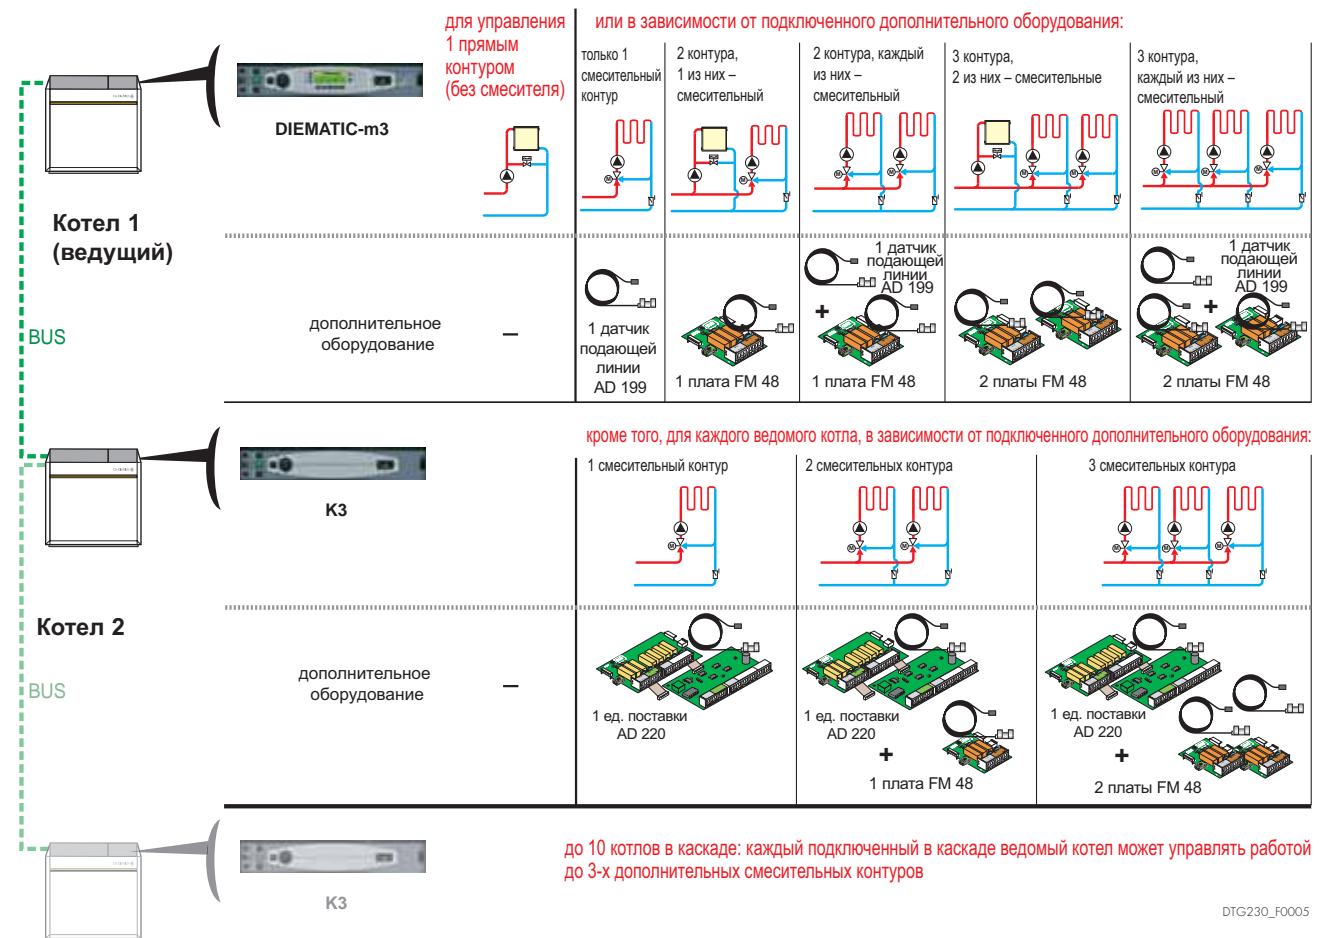 для управления
1 прямым
контуром
(без смесителя)
или в зависимости от подключенного дополнительного оборудования:
только 1
смесительный
контур
2 контура,
1 из них –
смесительный
2 контура, каждый
из них –
смесительный
3 контура,
2 из них – смесительные
3 контура,
каждый из них –
смесительный
DIEMATIC-m3
M
M
M
M
M
M
M
M
M
Котел 1
(ведущий)
BUS
дополнительное
оборудование
–
1 датчик
подающей
линии
AD 199
1 плата FM 48
1 датчик
подающей
линии
AD 199
+
1 плата FM 48
2 платы FM 48
1 датчик
подающей
линии
AD 199
+
2 платы FM 48
кроме того, для каждого ведомого котла, в зависимости от подключенного дополнительного оборудования:
1 смесительный контур
2 смесительных контура
3 смесительных контура
K3
M
M
M
M
M
M
Котел 2
BUS
дополнительное
оборудование
–
1 ед. поставки
AD 220
1 ед. поставки
AD 220
+
1 плата FM 48
1 ед. поставки
AD 220
+
2 платы FM 48
до 10 котлов в каскаде: каждый подключенный в каскаде ведомый котел может управлять работой
до 3-х дополнительных смесительных контуров
K3
DTG230_F0005